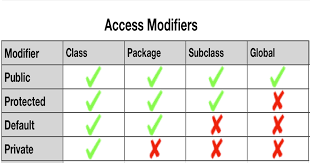 Access Modifiers
Modifier Class Package Subclass Global
Public
Protected
Default
Private